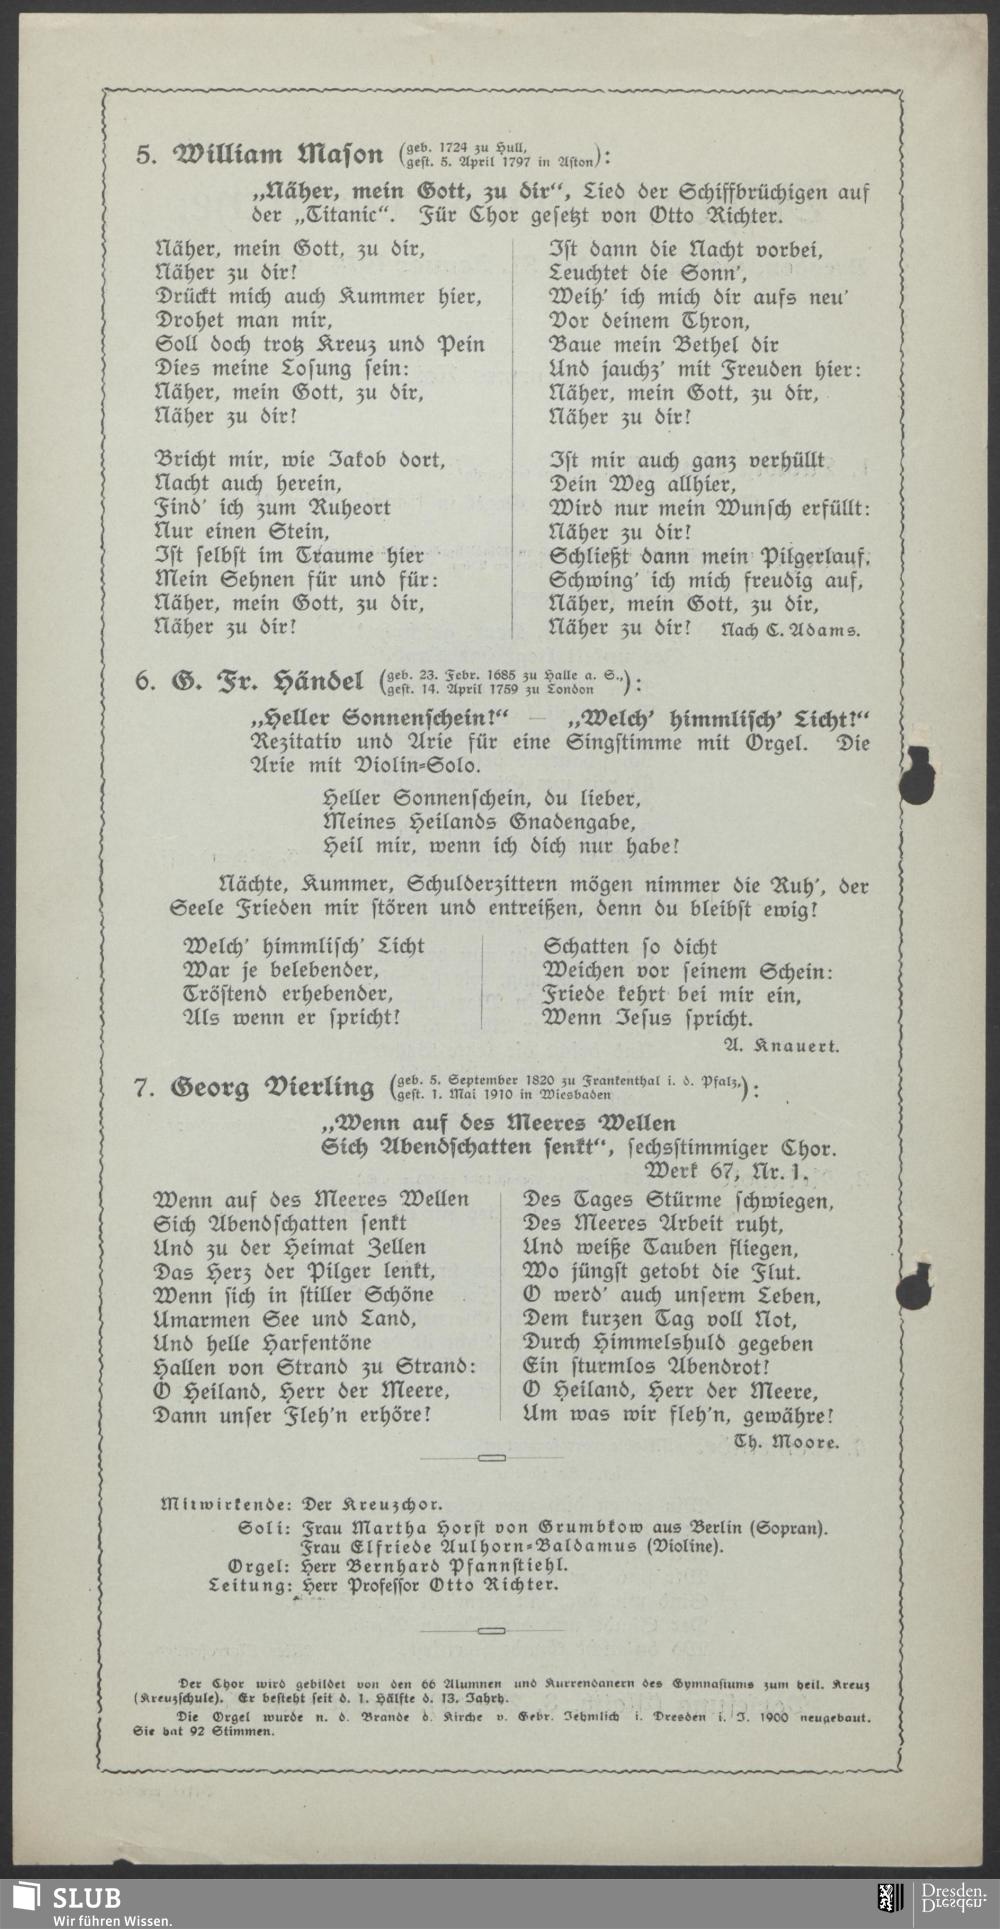 5. William Mason (geb. 1724 zu Hull,
gest. 5. April 1797 in Aston):
„Näher, mein Gott, zu dir“, Lied der Schiffbrüchigen auf
der „Titanic“. Für Chor gesetzt von Otto Richter.
Näher, mein Gott, zu dir,
Näher zu dir!
Drückt mich auch Kummer hier,
Drohet man mir,
Soll doch trotz Kreuz und Pein
Dies meine Losung sein:
Näher, mein Gott, zu dir,
Näher zu dir!
Bricht mir, wie Jakob dort,
Nacht auch herein,
Find' ich zum Ruheort
Nur einen Stein,
Ist selbst im Traume hier
Mein Sehnen für und für:
Näher, mein Gott, zu dir,
Näher zu dir!
Ist dann die Nacht vorbei,
Leuchtet die Sonn',
Weih' ich mich dir aufs neu'
Vor deinem Thron,
Baue mein Bethel dir
Und jauchz' mit Freuden hier:
Näher, mein Gott, zu dir,
Näher zu dir!
Ist mir auch ganz verhüllt
Dein Weg allhier,
Wird nur mein Wunsch erfüllt:
Näher zu dir!
Schließt dann mein Pilgerlauf,
Schwing' ich mich freudig auf,
Näher, mein Gott, zu dir,
Näher zu dir! Nach C. Adams.
6. G. Fr. Händel (geb. 23. Febr. 1685 zu Halle a. S.,
gest. 14. April 1759 zu London):
„Heller Sonnenschein!“ — „Welch' himmlisch' Licht!“
Rezitativ und Arie für eine Singstimme mit Orgel. Die
Arie mit Violin=Solo.
Heller Sonnenschein, du lieber,
Meines Heilands Gnadengabe,
Heil mir, wenn ich dich nur habe!
Nächte, Kummer, Schulderzittern mögen nimmer die Ruh', der
Seele Frieden mir stören und entreißen, denn du bleibst ewig!
Welch' himmlisch' Licht
War je belebender,
Tröstend erhebender,
Als wenn er spricht!
Schatten so dicht
Weichen vor seinem Schein:
Friede kehrt bei mir ein,
Wenn Jesus spricht.
A. Knauert.
7. Georg Vierling (geb. 5. September 1820 zu Frankenthal i. d. Pfalz,
gest. 1. Mai 1910 in Wiesbaden):
„Wenn auf des Meeres Wellen
Sich Abendschatten senkt“, sechsstimmiger Chor.
Werk 67, Nr. 1.
Wenn auf des Meeres Wellen
Sich Abendschatten senkt
Und zu der Heimat Zellen
Das Herz der Pilger lenkt,
Wenn sich in stiller Schöne
Umarmen See und Land,
Und helle Harfentöne
Hallen von Strand zu Strand:
O Heiland, Herr der Meere,
Dann unser Fleh'n erhöre!
Des Tages Stürme schwiegen,
Des Meeres Arbeit ruht,
Und weiße Tauben fliegen,
Wo jüngst getobt die Flut.
O werd' auch unserm Leben,
Dem kurzen Tag voll Not,
Durch Himmelshuld gegeben
Ein sturmlos Abendrot!
O Heiland, Herr der Meere,
Um was wir fleh'n, gewähre!
Th. Moore.
Mitwirkende: Der Kreuzchor.
Soli: Frau Martha Horst von Grumbkow aus Berlin (Sopran).
Frau Elfriede Aulhorn=Baldamus (Violine).
Orgel: Herr Bernhard Pfannstiehl.
Leitung: Herr Professor Otto Richter.
Der Chor wird gebildet von den 66 Alumnen und Kurrendanern des Gymnasiums zum heil. Kreuz
(Kreuzschule). Er besteht seit d. 1. Hälfte d. 13. Jahrh.
Die Orgel wurde n. d. Brande d. Kirche v. Gebr. Jehmlich i. Dresden i. J. 1900 neugebaut.
Sie hat 92 Stimmen.
SLUB
Wir führen Wissen.
Dresden.
Dresden.